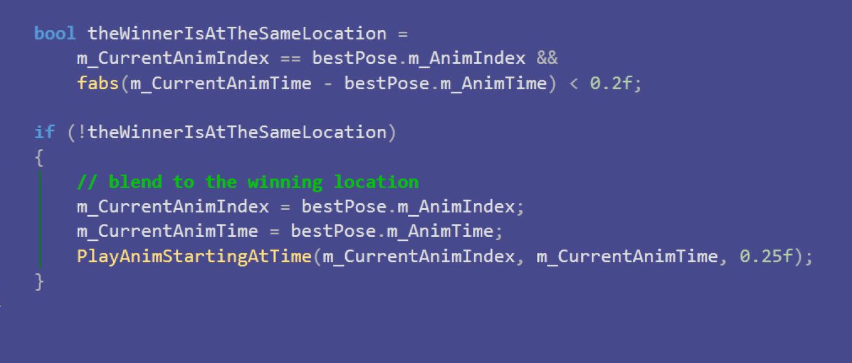 bool theWinnerIsAtTheSameLocation =
m_CurrentAnimIndex == bestPose.m_AnimIndex &&
fabs(m_CurrentAnimTime - bestPose.m_AnimTime) < 0.2f;
if (!theWinnerIsAtTheSameLocation)
{
// blend to the winning location
m_CurrentAnimIndex = bestPose.m_AnimIndex;
m_CurrentAnimTime = bestPose.m_AnimTime;
PlayAnimStartingAtTime(m_CurrentAnimIndex, m_CurrentAnimTime, 0.25f);
}